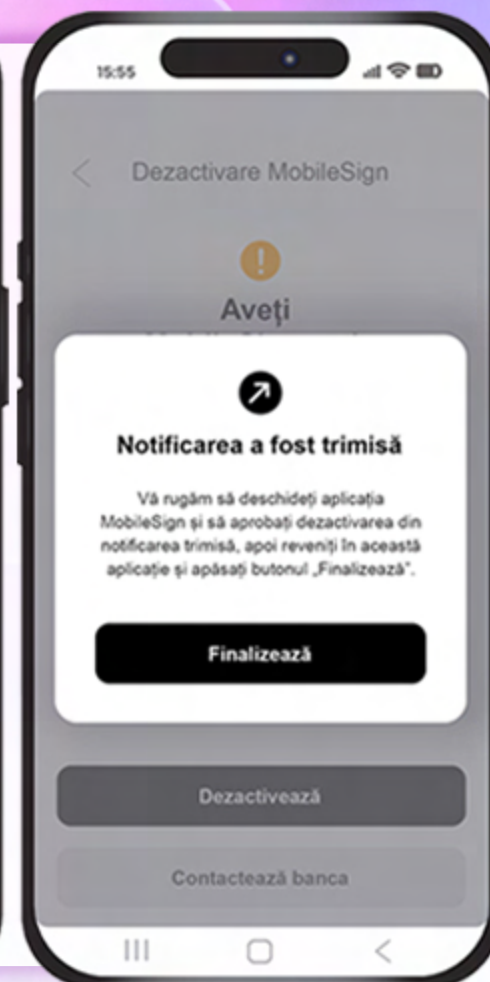 15:55
Dezactivare MobileSign
Aveți
Notificarea a fost trimisă
Vă rugăm să deschideți aplicația
MobileSign și să aprobați dezactivarea din
notificarea trimisă, apoi reveniți în această
aplicație și apăsați butonul „Finalizează”.
Finalizează
Dezactivează
Contactează banca